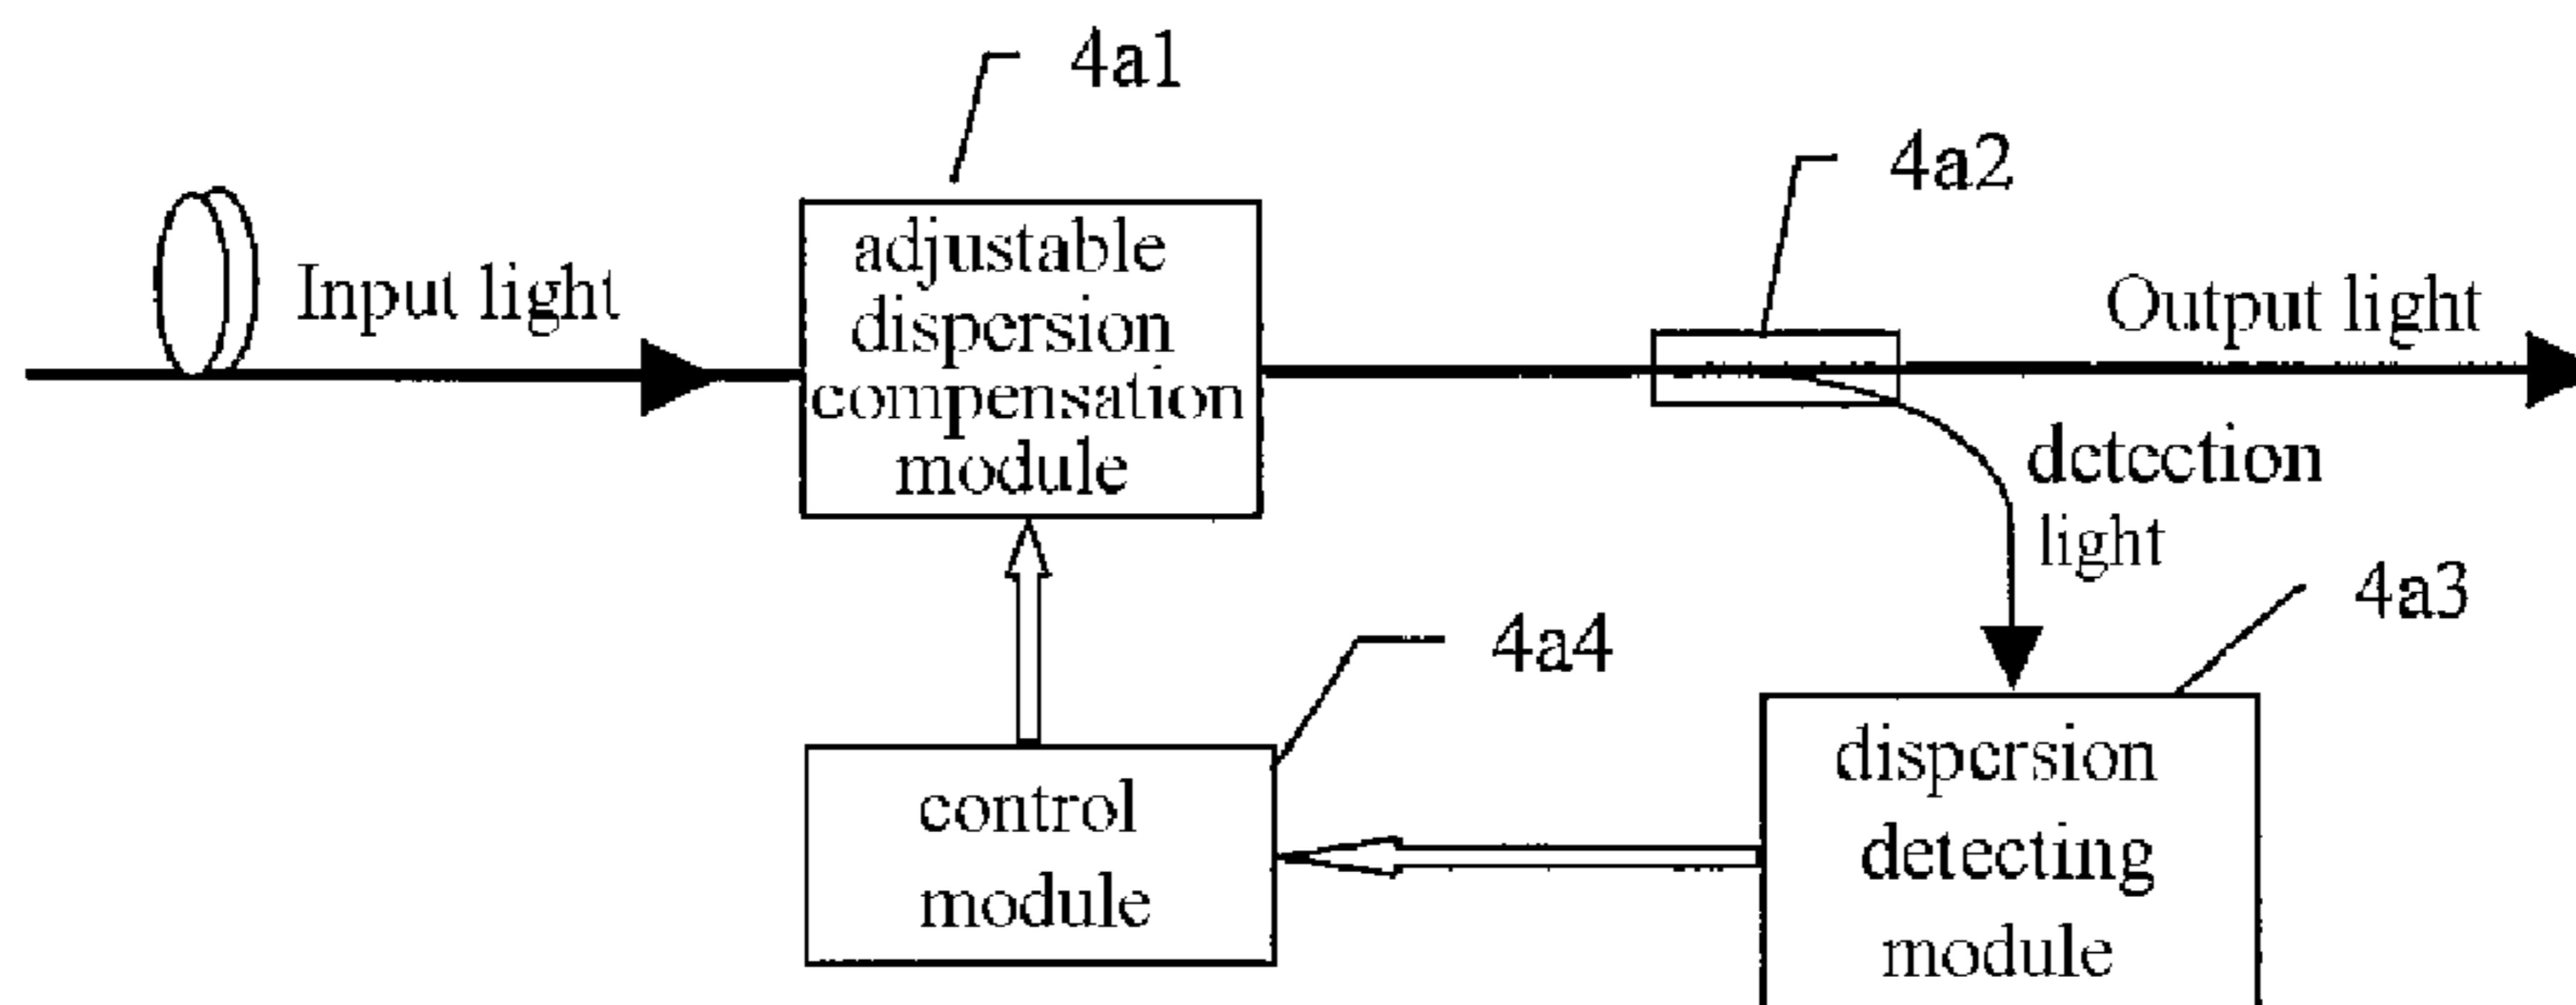 4a1
4a2
Input light
adjustable
dispersion
compensation
module
Output light
detection
light
4a3
4a4
control
module
dispersion
detecting
module